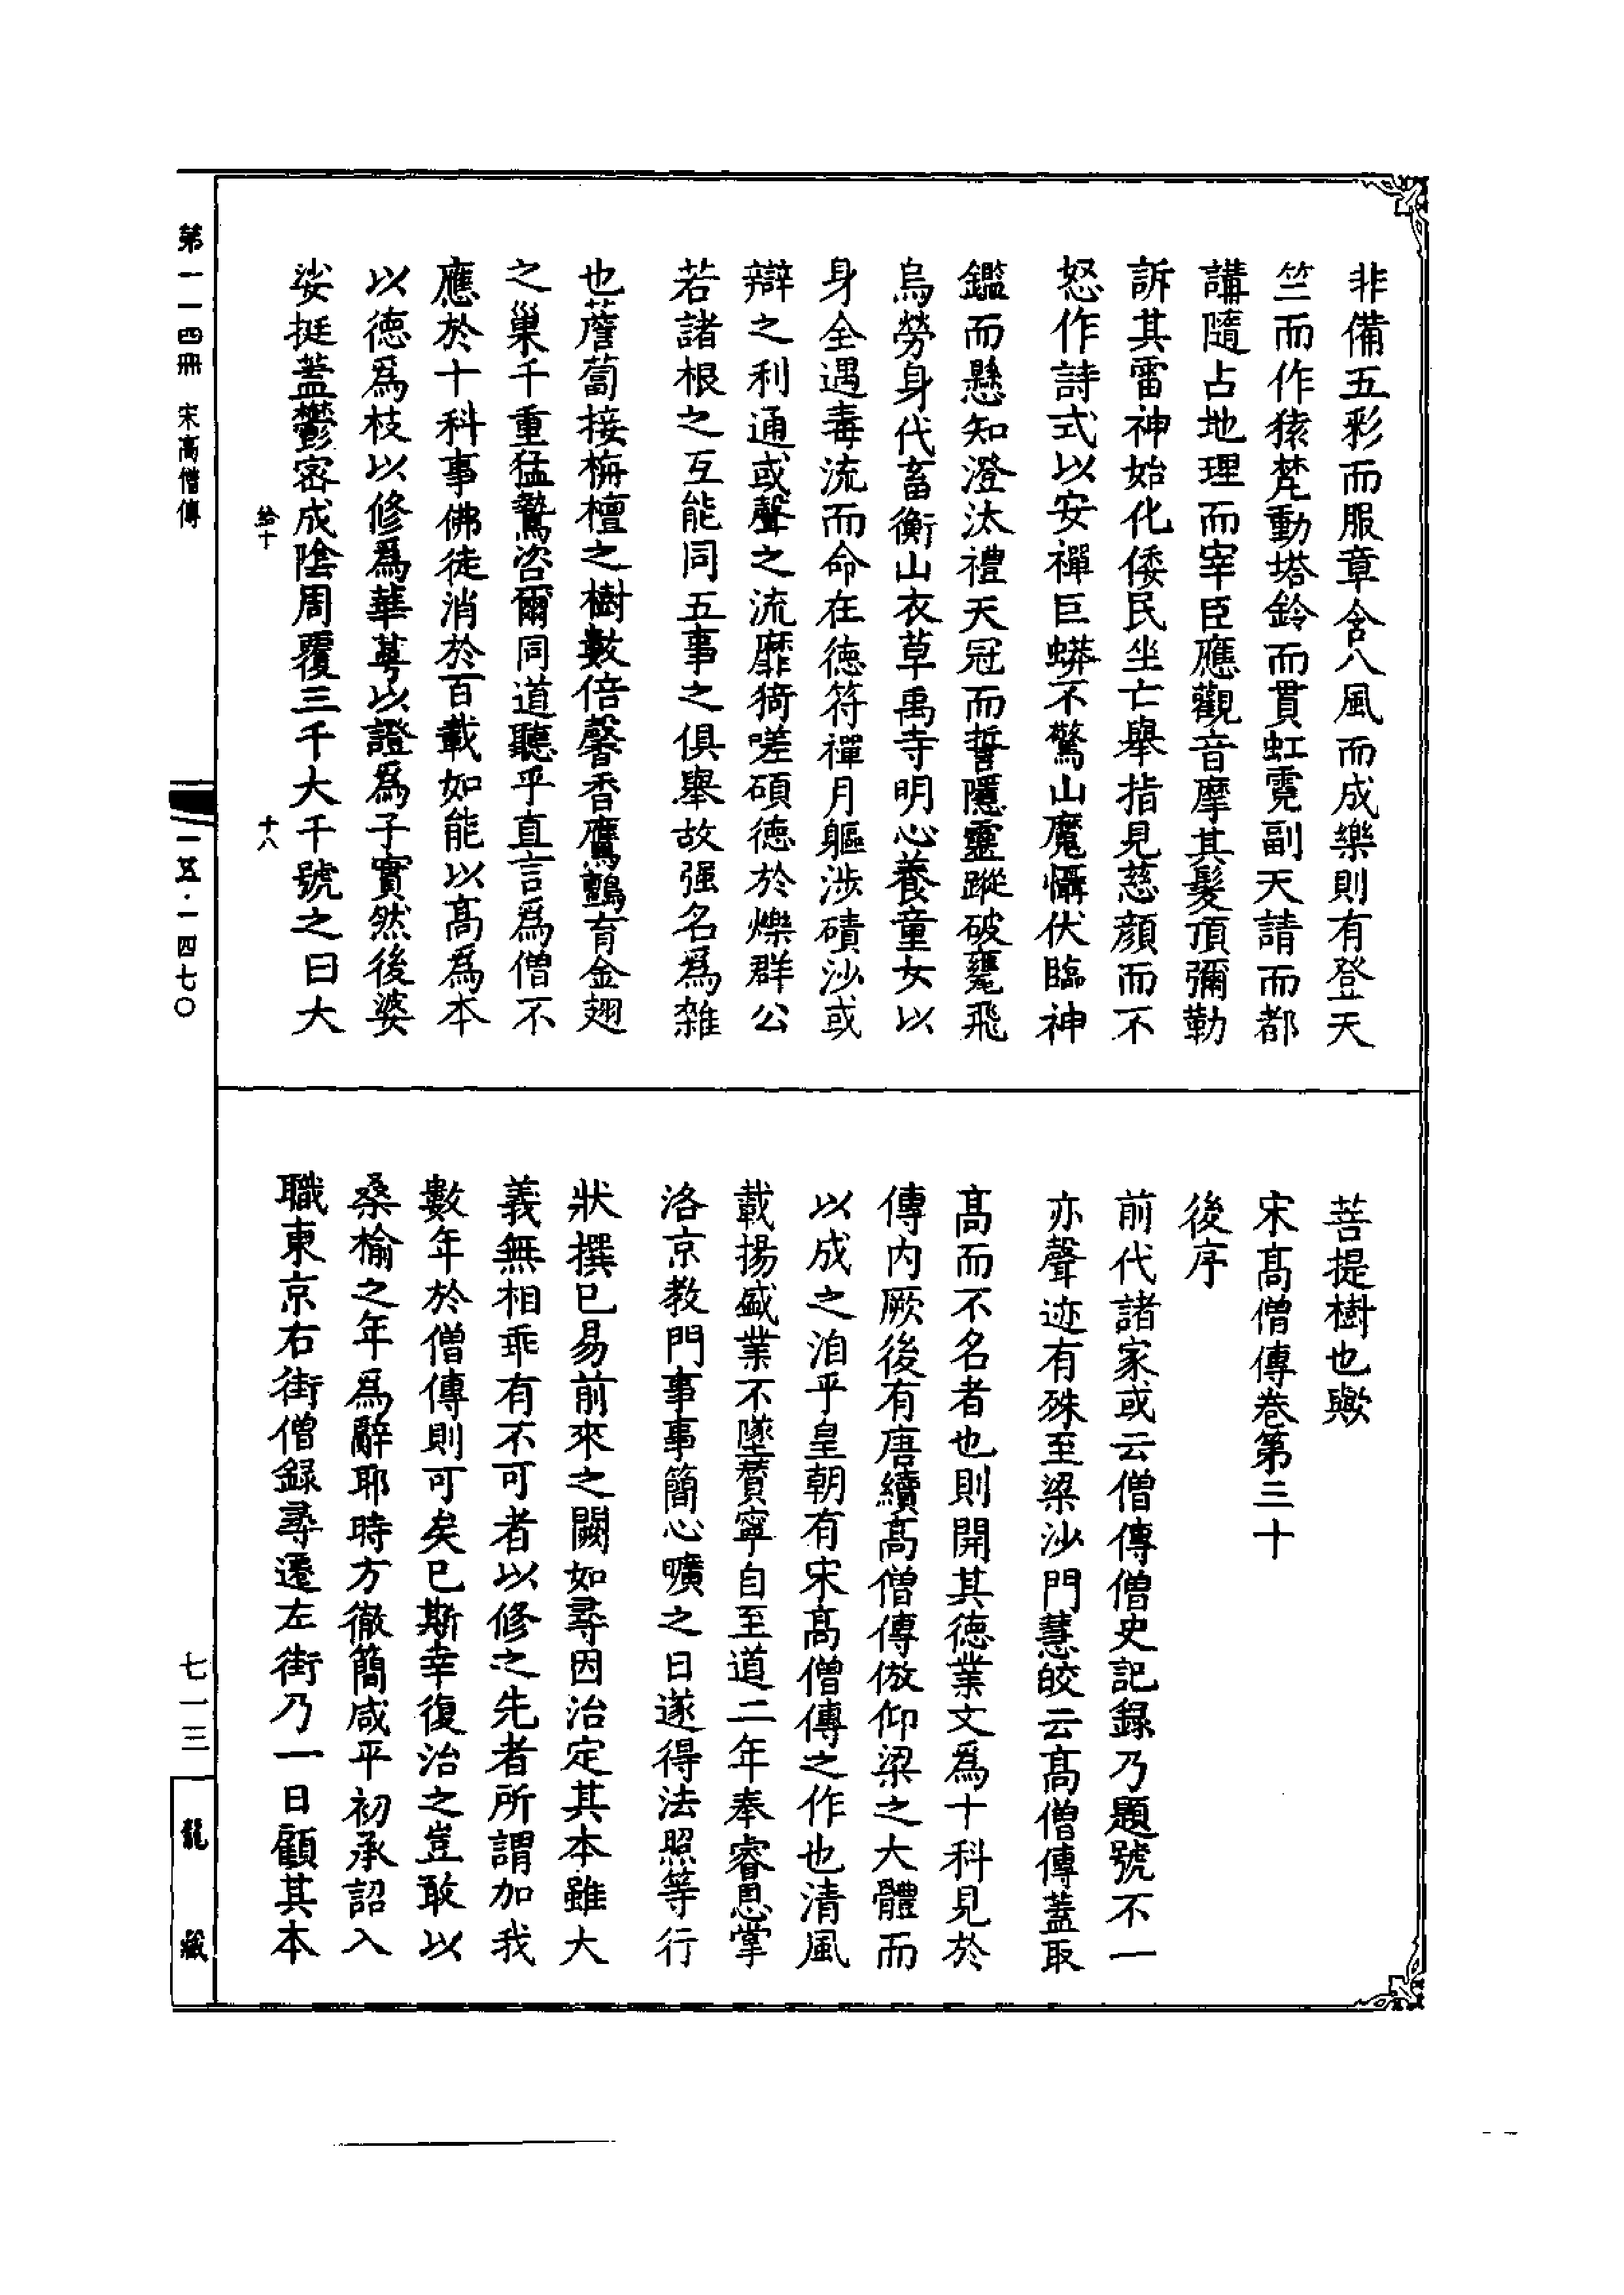 非備五彩而服章含八風而成樂則有登天
竺而作猿梵動塔鈴而貫虹霓副天請而都
講隨占地理而宰臣應觀音摩其髮頂彌勒
訴其雷神始化倭民坐亡舉指見慈顏而不
怒作詩式以安禪巨蟒不驚山魔懾伏臨神
鑑而懸知澄汰禮天冠而誓隱靈蹤破甕飛
烏勞身代畜衡山衣草禹寺明心養童女以
身全遇毒流而命在德符禪月軀涉磧沙或
辯之利通或聲之流靡猗嗟碩德於爍群公
若諸根之互能同五事之俱舉故强名爲雜
也薝蔔接栴檀之樹數倍馨香鷹鸇育金翅
之巢千重猛鷙咨爾同道聽乎直言爲僧不
應於十科事佛徒消於百載如能以高爲本
以德爲枝以修爲華萼以證爲子實然後婆
娑挺蓋鬱密成陰周覆三千大千號之曰大
給十
十八
菩提樹也歟
宋高僧傳卷第三十
後序
前代諸家或云僧傳僧史記録乃題號不一
亦聲迹有殊至梁沙門慧皎云高僧傳蓋取
高而不名者也則開其德業文爲十科見於
傳内厥後有唐續高僧傳倣仰梁之大體而
以成之洎乎皇朝有宋高僧傳之作也清風
載揚盛業不墜贊寧自至道二年奉睿恩掌
洛京教門事事簡心曠之日遂得法照等行
狀撰已易前來之闕如尋因治定其本雖大
義無相乖有不可者以修之先者所謂加我
數年於僧傳則可矣已斯幸復治之豈敢以
桑榆之年爲辭耶時方徹簡咸平初承詔入
職東京右街僧録尋遷左街乃一日顧其本
第一一四冊 宋高僧傳
一五·一四七〇
七一三
龍藏